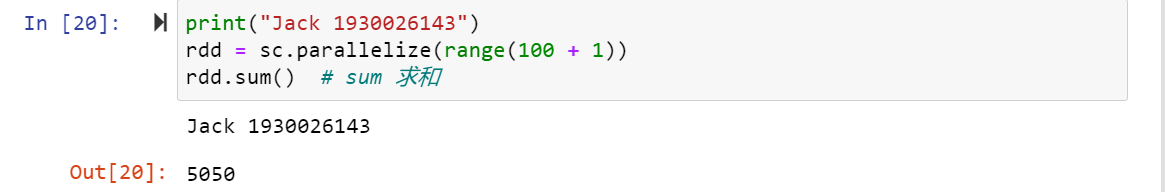 In [20]: print("Jack 1930026143")
rdd = sc.parallelize(range(100 + 1))
rdd.sum()  # sum 求和
Jack 1930026143
Out[20]: 5050